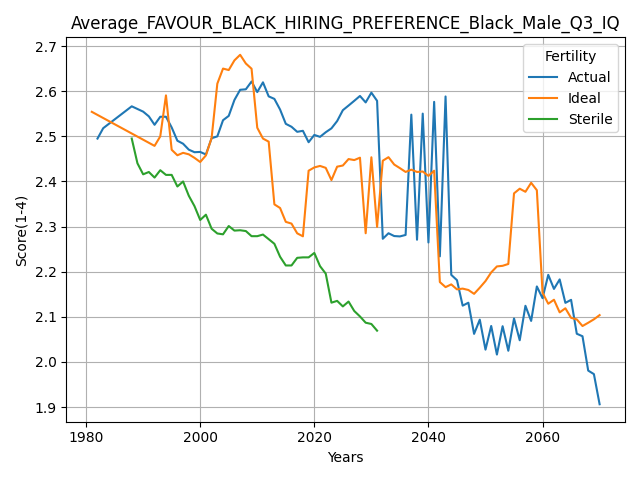 Average_FAVOUR_BLACK_HIRING_PREFERENCE_Black_Male_Q3_IQ
Fertility
Actual
Ideal
Sterile
Score(1-4)
2.7
2.6
2.5
2.4
2.3
2.2
2.1
2.0
1.9
1980 2000 2020 2040 2060
Years